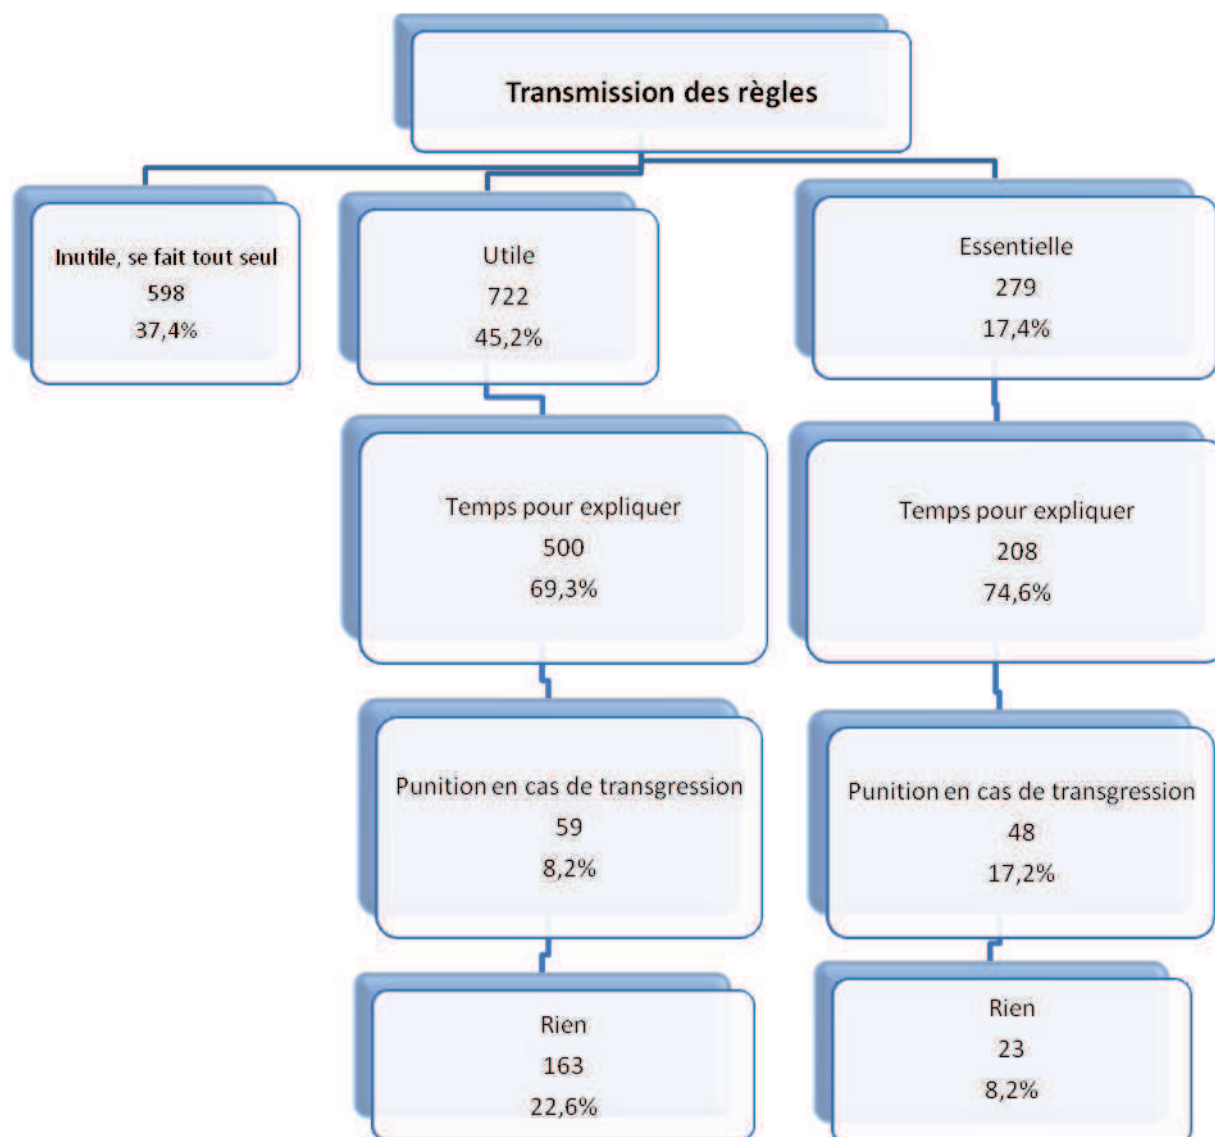 Transmission des règles
Inutile, se fait tout seul
598
37,4%
Utile
722
45,2%
Essentielle
279
17,4%
Temps pour expliquer
500
69,3%
Temps pour expliquer
208
74,6%
Punition en cas de transgression
59
8,2%
Punition en cas de transgression
48
17,2%
Rien
163
22,6%
Rien
23
8,2%